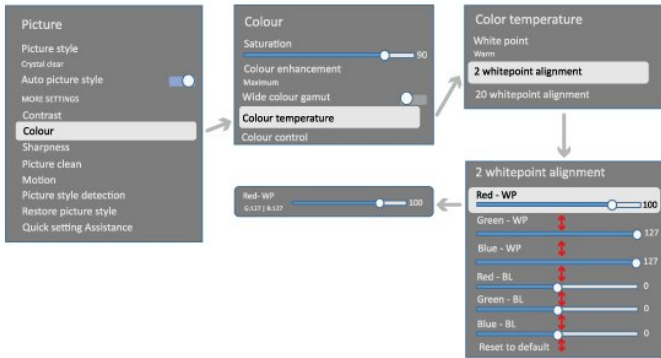 Picture
Picture style
Crystal clear
Auto picture style
MORE SETTINGS
Contrast
Colour
Sharpness
Picture clean
Motion
Picture style detection
Restore picture style
Quick setting Assistance
Colour
Saturation
90
Colour enhancement
Maximum
Wide colour gamut
Colour temperature
Colour control
Color temperature
White point
Warm
2 whitepoint alignment
20 whitepoint alignment
2 whitepoint alignment
Red - WP
100
Green - WP
127
Blue - WP
127
Red - BL
0
Green - BL
0
Blue - BL
0
Reset to default
Red- WP
G:127 | B:127
100